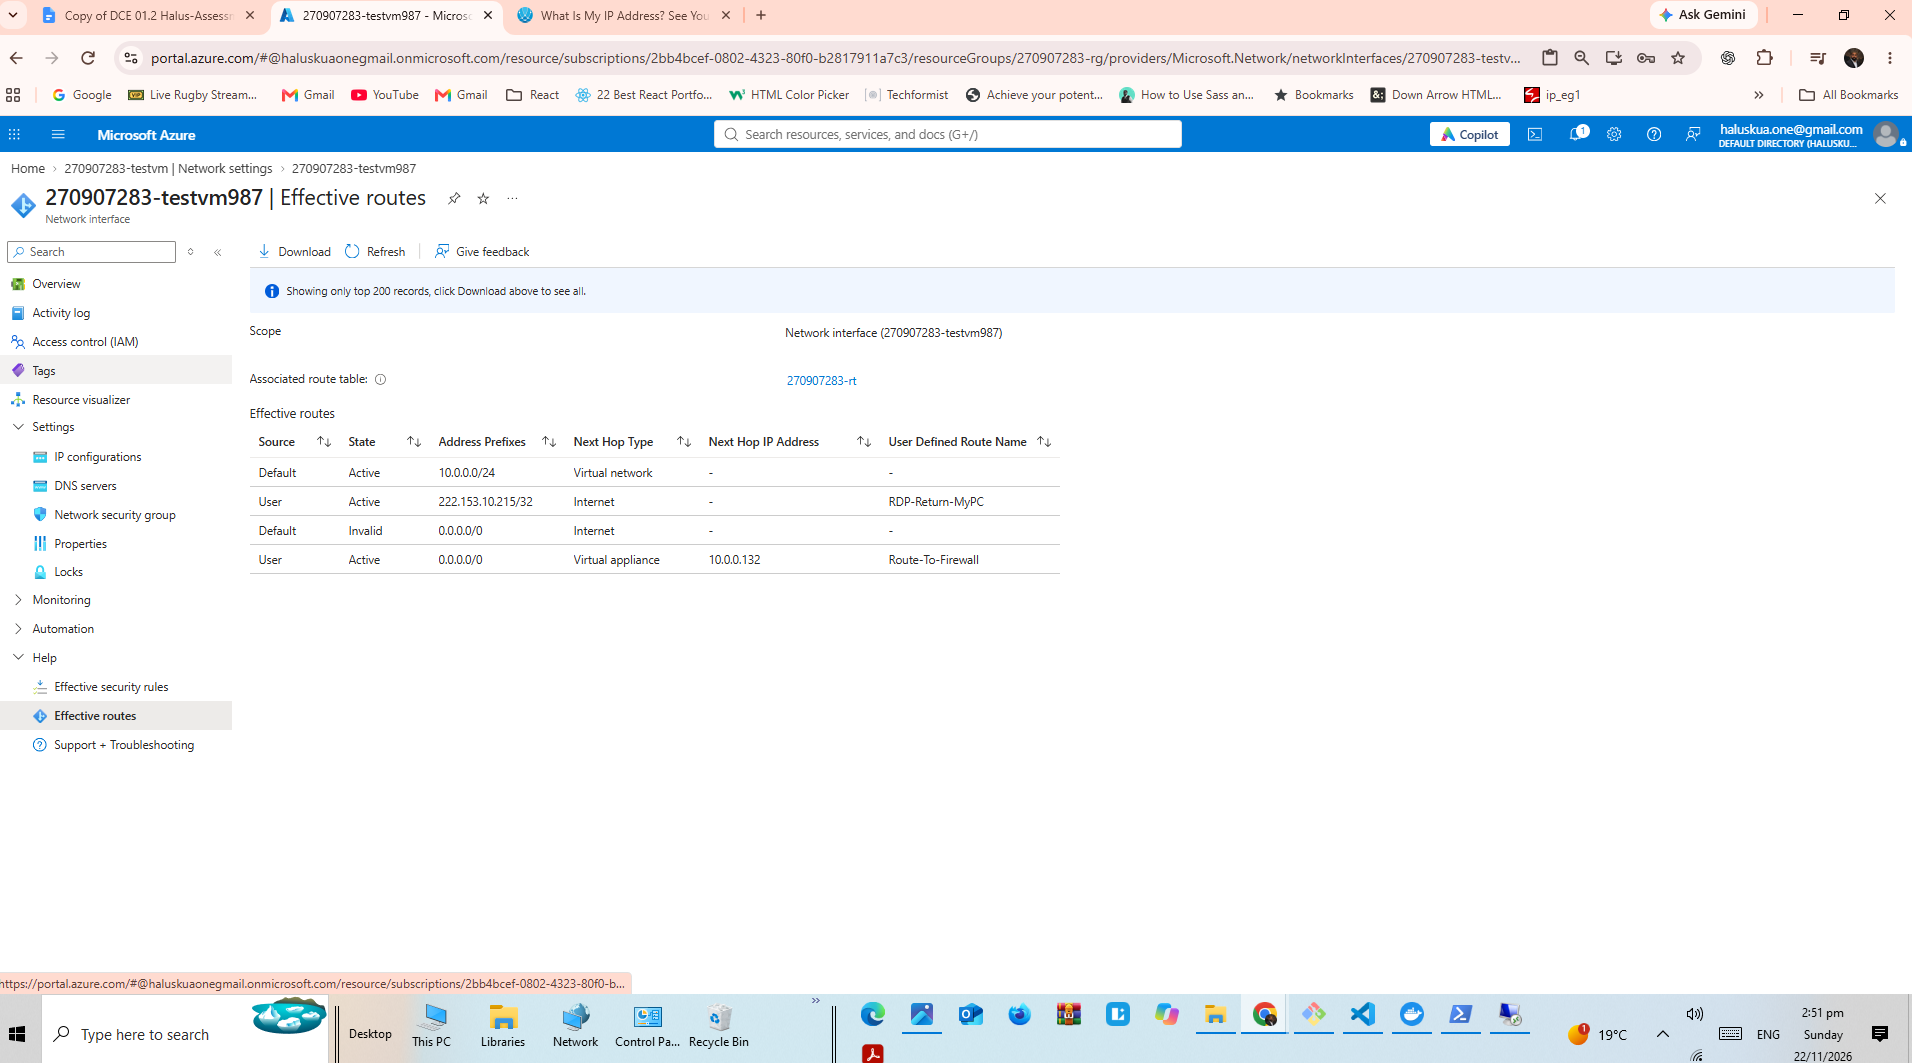 Copy of DCE 01.2 Halus-Assessm
270907283-testvm987 - Microso
What Is My IP Address? See You
Ask Gemini
portal.azure.com/#@haluskuaonegmail.onmicrosoft.com/resource/subscriptions/2bb4bcef-0802-4323-80f0-b2817911a7c3/resourceGroups/270907283-rg/providers/Microsoft.Network/networkInterfaces/270907283-testv...
Google
Live Rugby Stream...
Gmail
YouTube
Gmail
React
22 Best React Portfo...
HTML Color Picker
Techformist
Achieve your potent...
How to Use Sass an...
Bookmarks
Down Arrow HTML...
ip_eg1
»
All Bookmarks
Microsoft Azure
Search resources, services, and docs (G+/)
Copilot
1
haluskua.one@gmail.com
DEFAULT DIRECTORY (HALUSKU...
Home > 270907283-testvm | Network settings > 270907283-testvm987
270907283-testvm987 | Effective routes
Network interface
Search
Overview
Activity log
Access control (IAM)
Tags
Resource visualizer
Settings
IP configurations
DNS servers
Network security group
Properties
Locks
Monitoring
Automation
Help
Effective security rules
Effective routes
Support + Troubleshooting
Download
Refresh
Give feedback
Showing only top 200 records, click Download above to see all.
Scope
Network interface (270907283-testvm987)
Associated route table:
270907283-rt
Effective routes
Source State Address Prefixes Next Hop Type Next Hop IP Address User Defined Route Name
Default Active 10.0.0.0/24 Virtual network - -
User Active 222.153.10.215/32 Internet - RDP-Return-MyPC
Default Invalid 0.0.0.0/0 Internet - -
User Active 0.0.0.0/0 Virtual appliance 10.0.0.132 Route-To-Firewall
https://portal.azure.com/#@haluskuaonegmail.onmicrosoft.com/resource/subscriptions/2bb4bcef-0802-4323-80f0-b...
Type here to search
Desktop
This PC
Libraries
Network
Control Pa...
Recycle Bin
»
1
19°C
ENG
2:51 pm
Sunday
22/11/2026